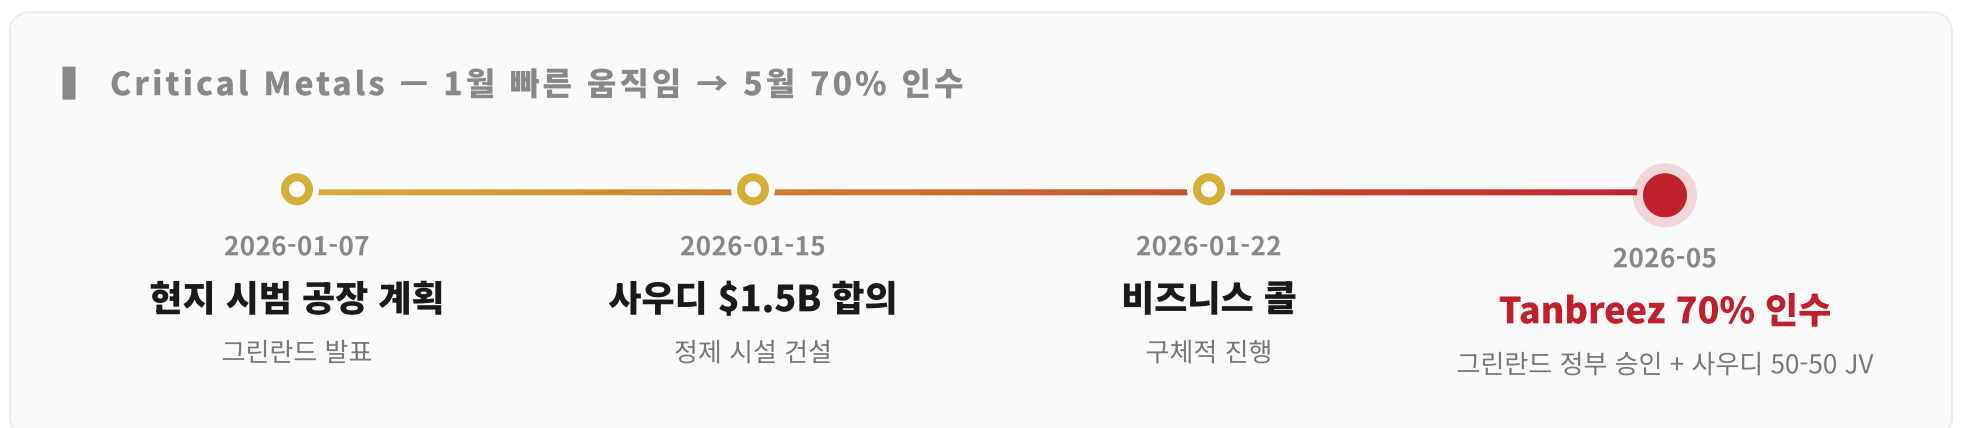 Critical Metals — 1월 빠른 움직임 → 5월 70% 인수
2026-01-07
현지 시범 공장 계획
그린란드 발표
2026-01-15
사우디 $1.5B 합의
정제 시설 건설
2026-01-22
비즈니스 콜
구체적 진행
2026-05
Tanbreez 70% 인수
그린란드 정부 승인 + 사우디 50-50 JV